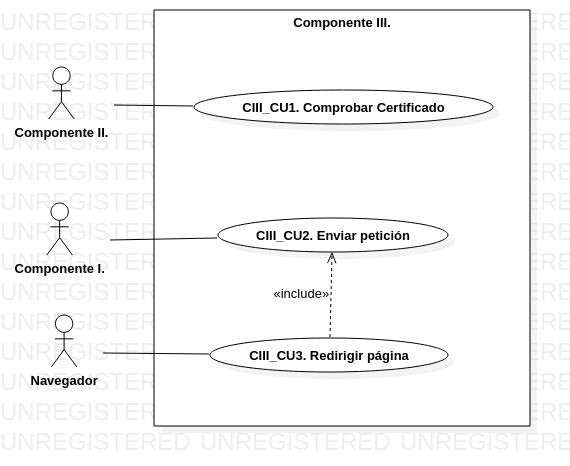 Componente III.
CIII_CU1. Comprobar Certificado
Componente II.
CIII_CU2. Enviar petición
Componente I.
«include»
CIII_CU3. Redirigir página
Navegador
UNREGISTERED UNREGISTERED UNREGISTERED